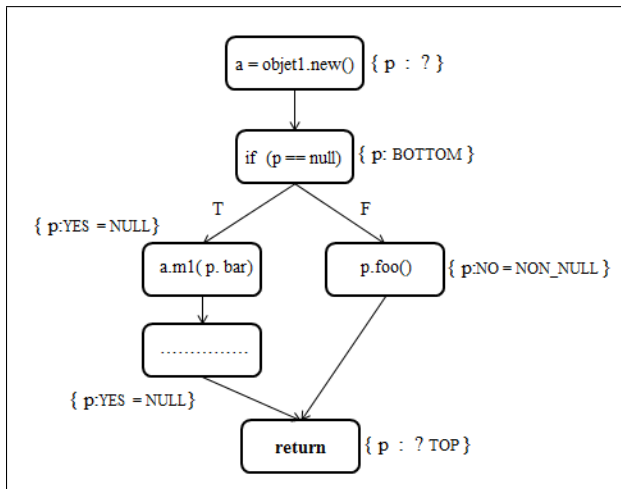 a = objet1.new() { p : ? }
if (p == null) { p: BOTTOM }
T F
{ p:YES = NULL}
a.m1( p. bar) p.foo() { p:NO = NON_NULL }
...............
{ p:YES = NULL}
return { p : ? TOP }